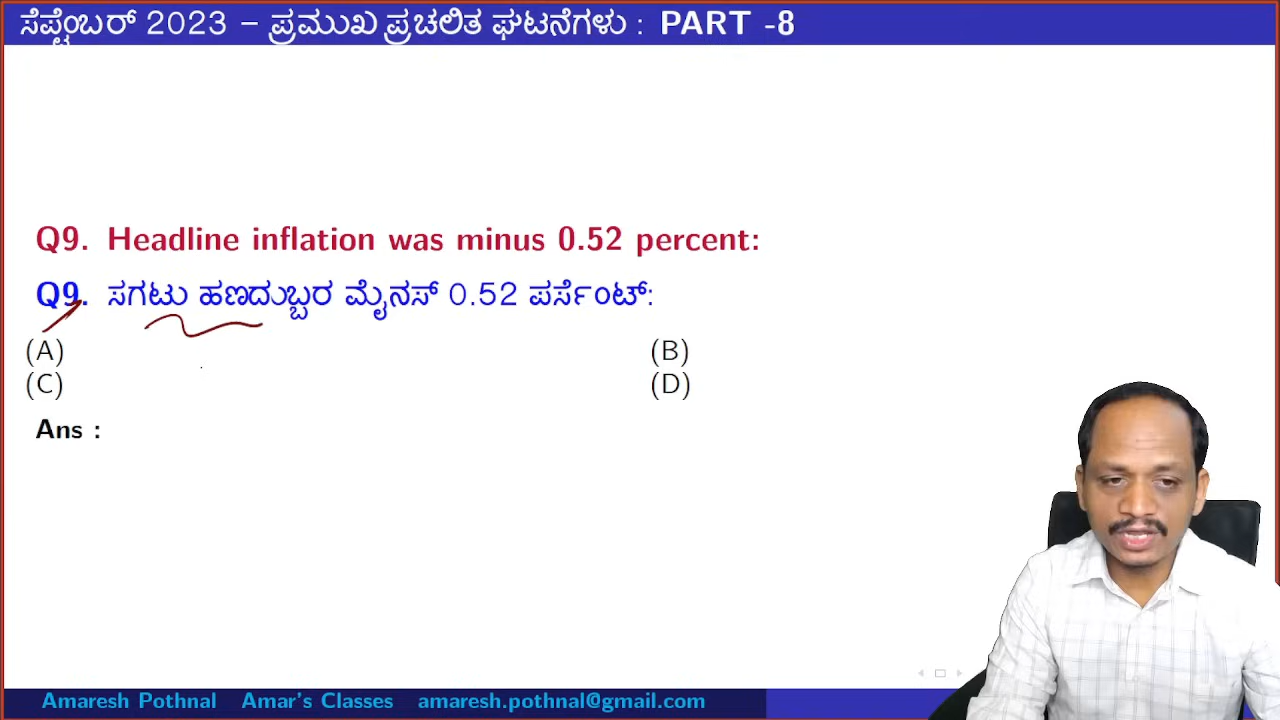 ಸೆಪ್ಟೆಂಬರ್ 2023 – ಪ್ರಮುಖ ಪ್ರಚಲಿತ ಘಟನೆಗಳು : PART -8
Q9. Headline inflation was minus 0.52 percent:
Q9. ಸಗಟು ಹಣದುಬ್ಬರ ಮೈನಸ್ 0.52 ಪರ್ಸೆಂಟ್:
(A) (B)
(C) (D)
Ans :
Amaresh Pothnal Amar's Classes amaresh.pothnal@gmail.com